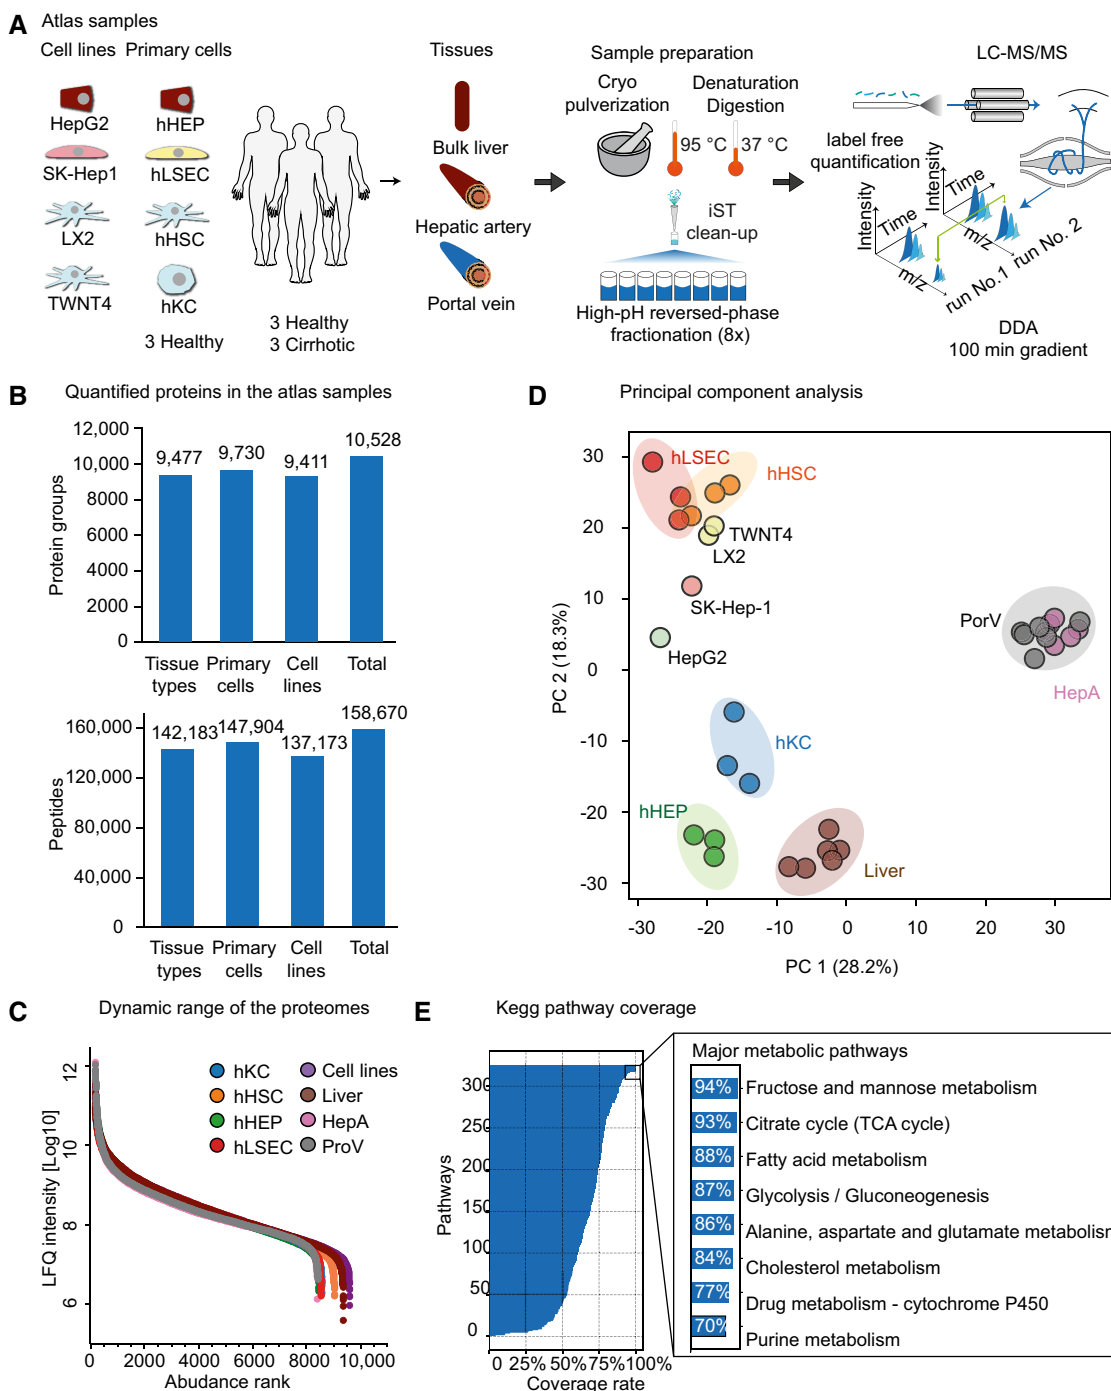 A
Atlas samples
Cell lines
Primary cells
HepG2
hHEP
SK-Hep1
hLSEC
LX2
hHSC
TWNT4
hKC
3 Healthy
3 Healthy
3 Cirrhotic
Tissues
Bulk liver
Hepatic artery
Portal vein
Sample preparation
Cryo
pulverization
Denaturation
Digestion
95 °C
37 °C
iST
clean-up
High-pH reversed-phase
fractionation (8x)
LC-MS/MS
label free
quantification
Intensity
Time
m/z
run No.1
Intensity
Time
m/z
run No. 2
DDA
100 min gradient
B
Quantified proteins in the atlas samples
Protein groups
12,000
10,000
8000
6000
4000
2000
0
9,477
9,730
9,411
10,528
Tissue
types
Primary
cells
Cell
lines
Total
Peptides
160,000
120,000
80,000
40,000
0
142,183
147,904
137,173
158,670
Tissue
types
Primary
cells
Cell
lines
Total
D
Principal component analysis
PC 2 (18.3%)
30
20
10
0
-10
-20
-30
hLSEC
hHSC
TWNT4
LX2
SK-Hep-1
HepG2
PorV
HepA
hKC
hHEP
Liver
-30
-20
-10
0
10
20
30
PC 1 (28.2%)
C
Dynamic range of the proteomes
LFQ intensity [Log10]
12
10
8
6
hKC
hHSC
hHEP
hLSEC
Cell lines
Liver
HepA
ProV
0
2000
4000
6000
8000
10,000
Abudance rank
E
Kegg pathway coverage
Pathways
300
250
200
150
100
50
0
0
25%
50%
75%
100%
Coverage rate
Major metabolic pathways
94% Fructose and mannose metabolism
93% Citrate cycle (TCA cycle)
88% Fatty acid metabolism
87% Glycolysis / Gluconeogenesis
86% Alanine, aspartate and glutamate metabolism
84% Cholesterol metabolism
77% Drug metabolism - cytochrome P450
70% Purine metabolism